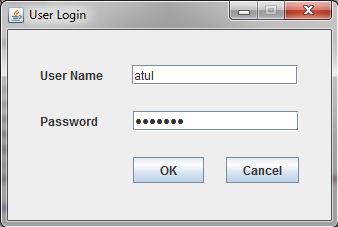 User Login
User Name atul
Password •••••••
OK Cancel